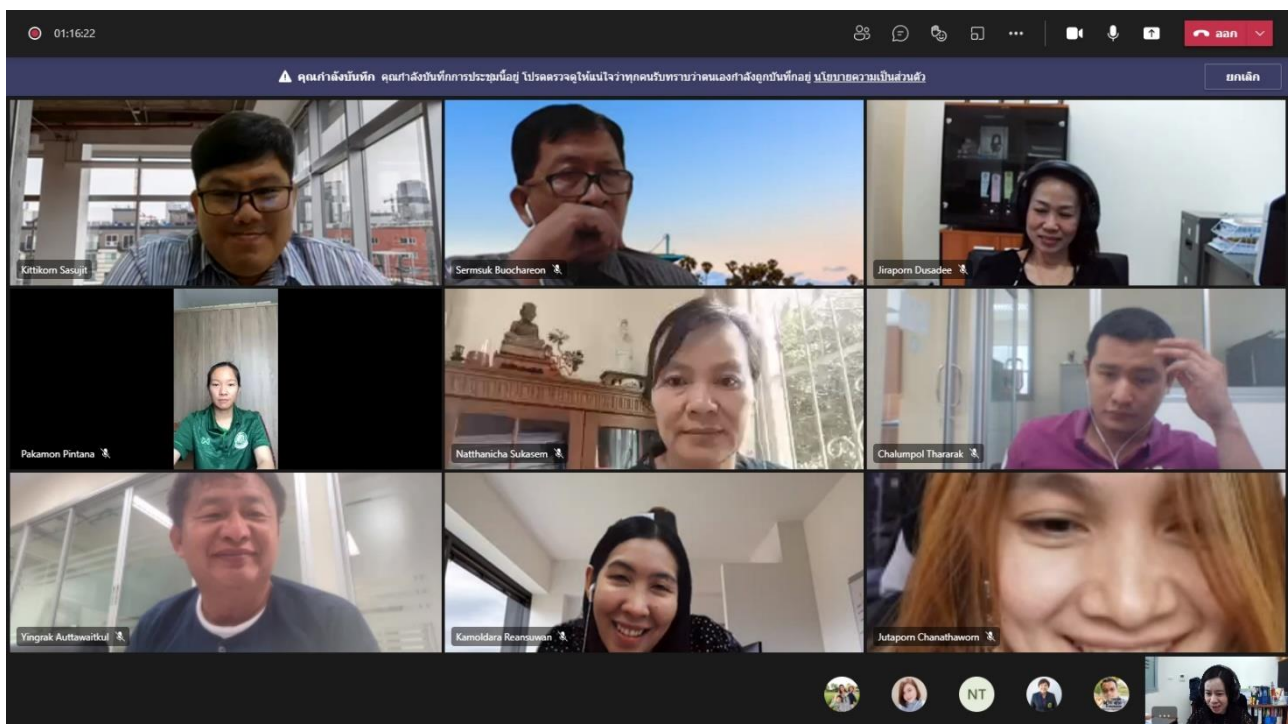 01:16:22
ออก
คุณกำลังบันทึก คุณกำลังบันทึกการประชุมนี้อยู่ โปรดตรวจดูให้แน่ใจว่าทุกคนรับทราบว่าตนเองกำลังถูกบันทึกอยู่ นโยบายความเป็นส่วนตัว
ยกเลิก
Kittikorn Sasujit
Sermsuk Buochareon
Jiraporn Dusadee
Pakamon Pintana
Natthanicha Sukasem
Chalumpol Thararak
Yingrak Auttawaitkul
Kamoldara Reansuwan
Jutaporn Chanathaworn
NT